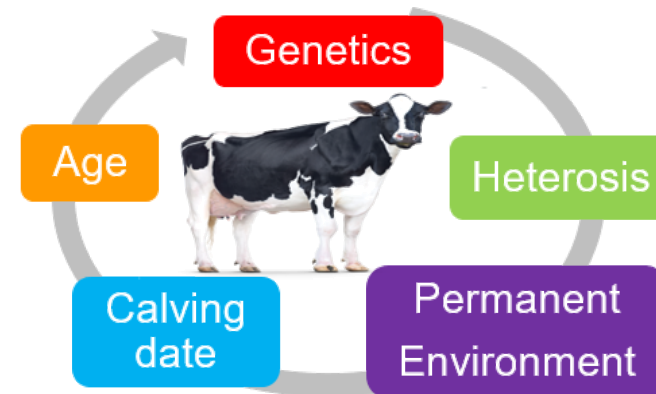 Genetics
Heterosis
Permanent
Environment
Calving
date
Age